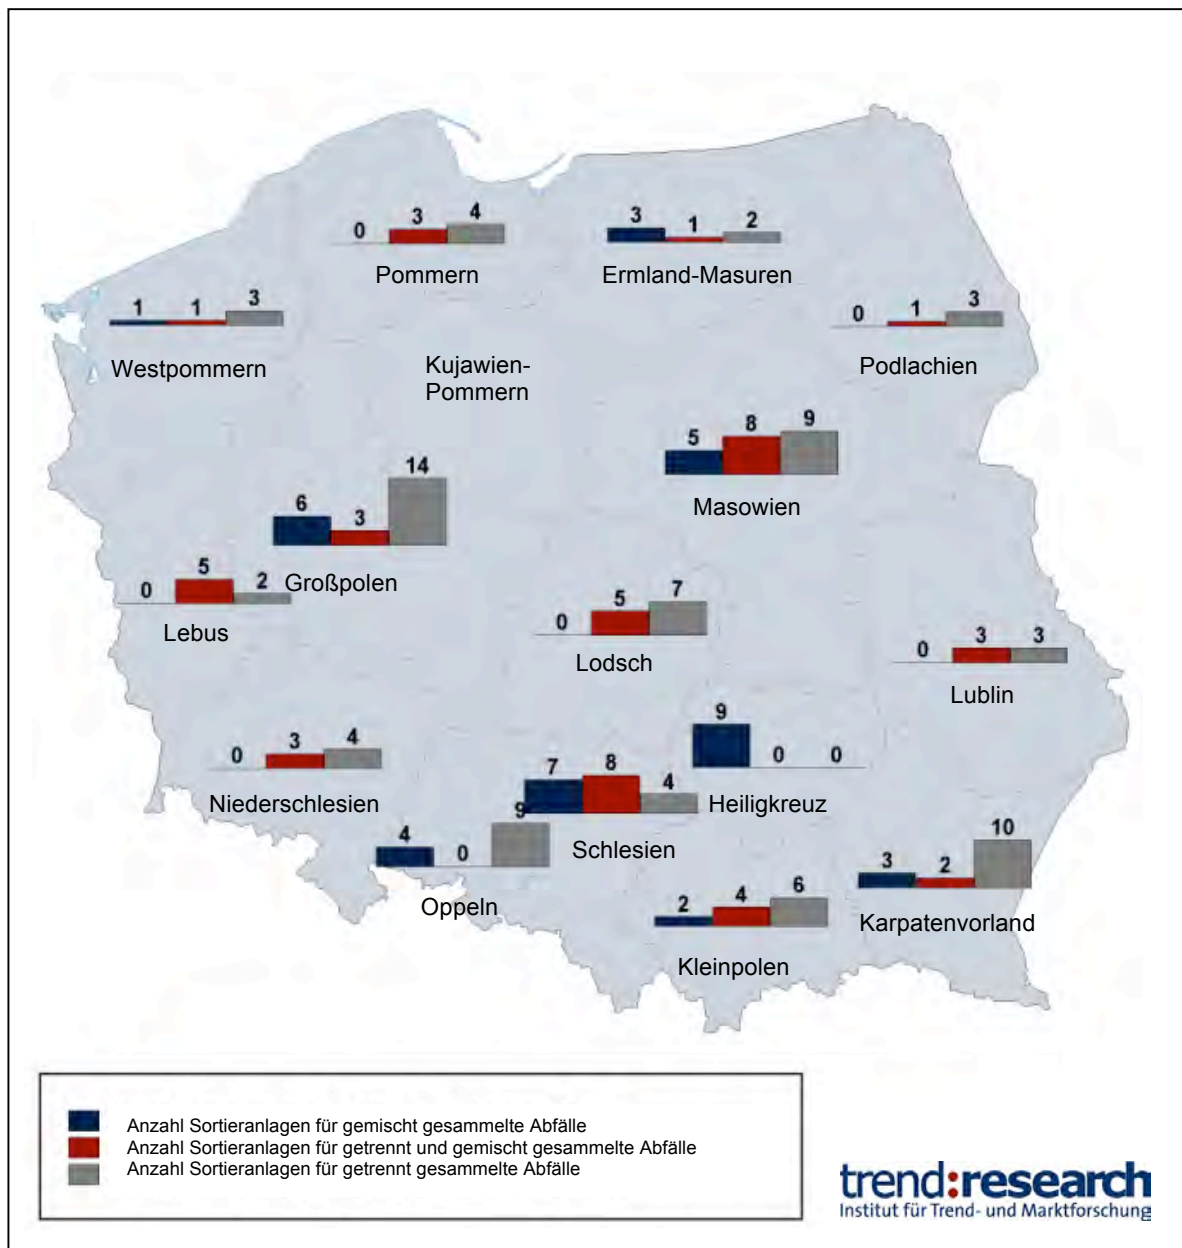 0 3 4
Pommern
3 1 2
Ermland-Masuren
1 1 3
Westpommern
0 1 3
Podlachien
Kujawien-
Pommern
5 8 9
Masowien
6 3 14
Großpolen
0 5 2
Lebus
0 5 7
Lodsch
0 3 3
Lublin
0 3 4
Niederschlesien
7 8 4
Schlesien
9 0 0
Heiligkreuz
4 0 9
Oppeln
2 4 6
Kleinpolen
3 2 10
Karpatenvorland
Anzahl Sortieranlagen für gemischt gesammelte Abfälle
Anzahl Sortieranlagen für getrennt und gemischt gesammelte Abfälle
Anzahl Sortieranlagen für getrennt gesammelte Abfälle
trend:research
Institut für Trend- und Marktforschung